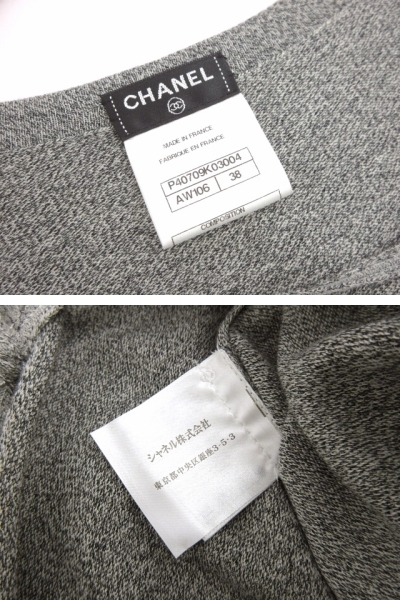 CHANEL
MADE IN FRANCE
FABRIQUE EN FRANCE
P40709K03004
AW106 38
COMPOSITION
シャネル株式会社
東京都中央区銀座3-5-3